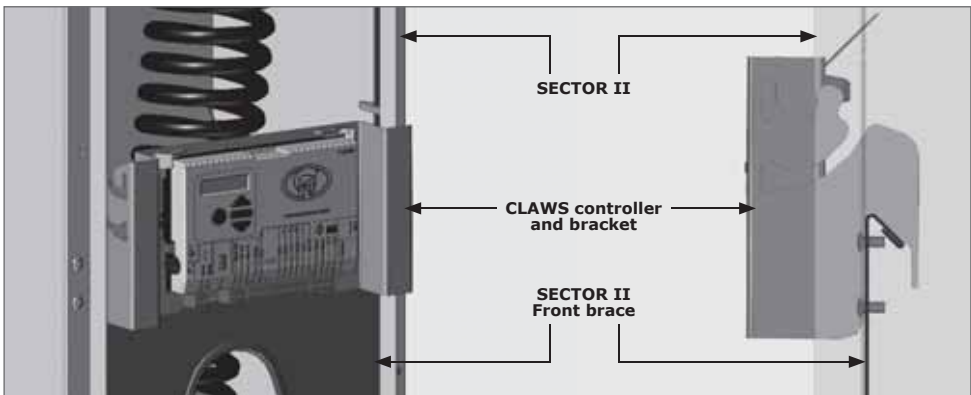 SECTOR II
CLAWS controller
and bracket
SECTOR II
Front brace